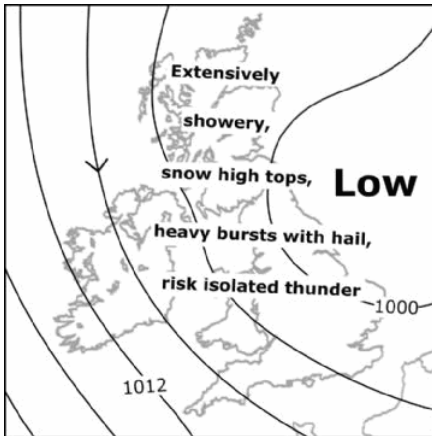 Extensively
showery,
snow high tops,
Low
heavy bursts with hail,
risk isolated thunder
1000
1012